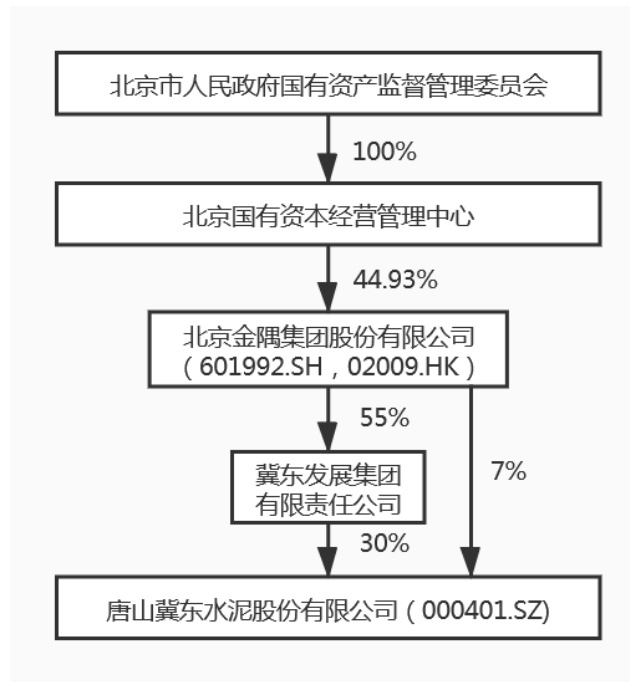 北京市人民政府国有资产监督管理委员会
100%
北京国有资本经营管理中心
44.93%
北京金隅集团股份有限公司
（601992.SH，02009.HK）
55%
7%
冀东发展集团
有限责任公司
30%
唐山冀东水泥股份有限公司（000401.SZ)